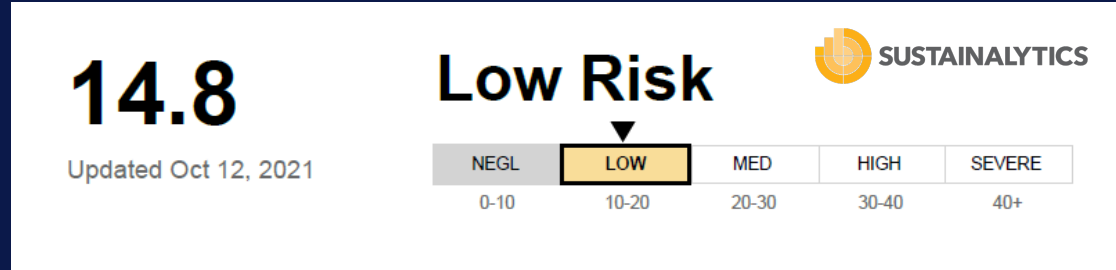 14.8
Updated Oct 12, 2021
Low Risk
SUSTAINALYTICS
NEGL LOW MED HIGH SEVERE
0-10 10-20 20-30 30-40 40+